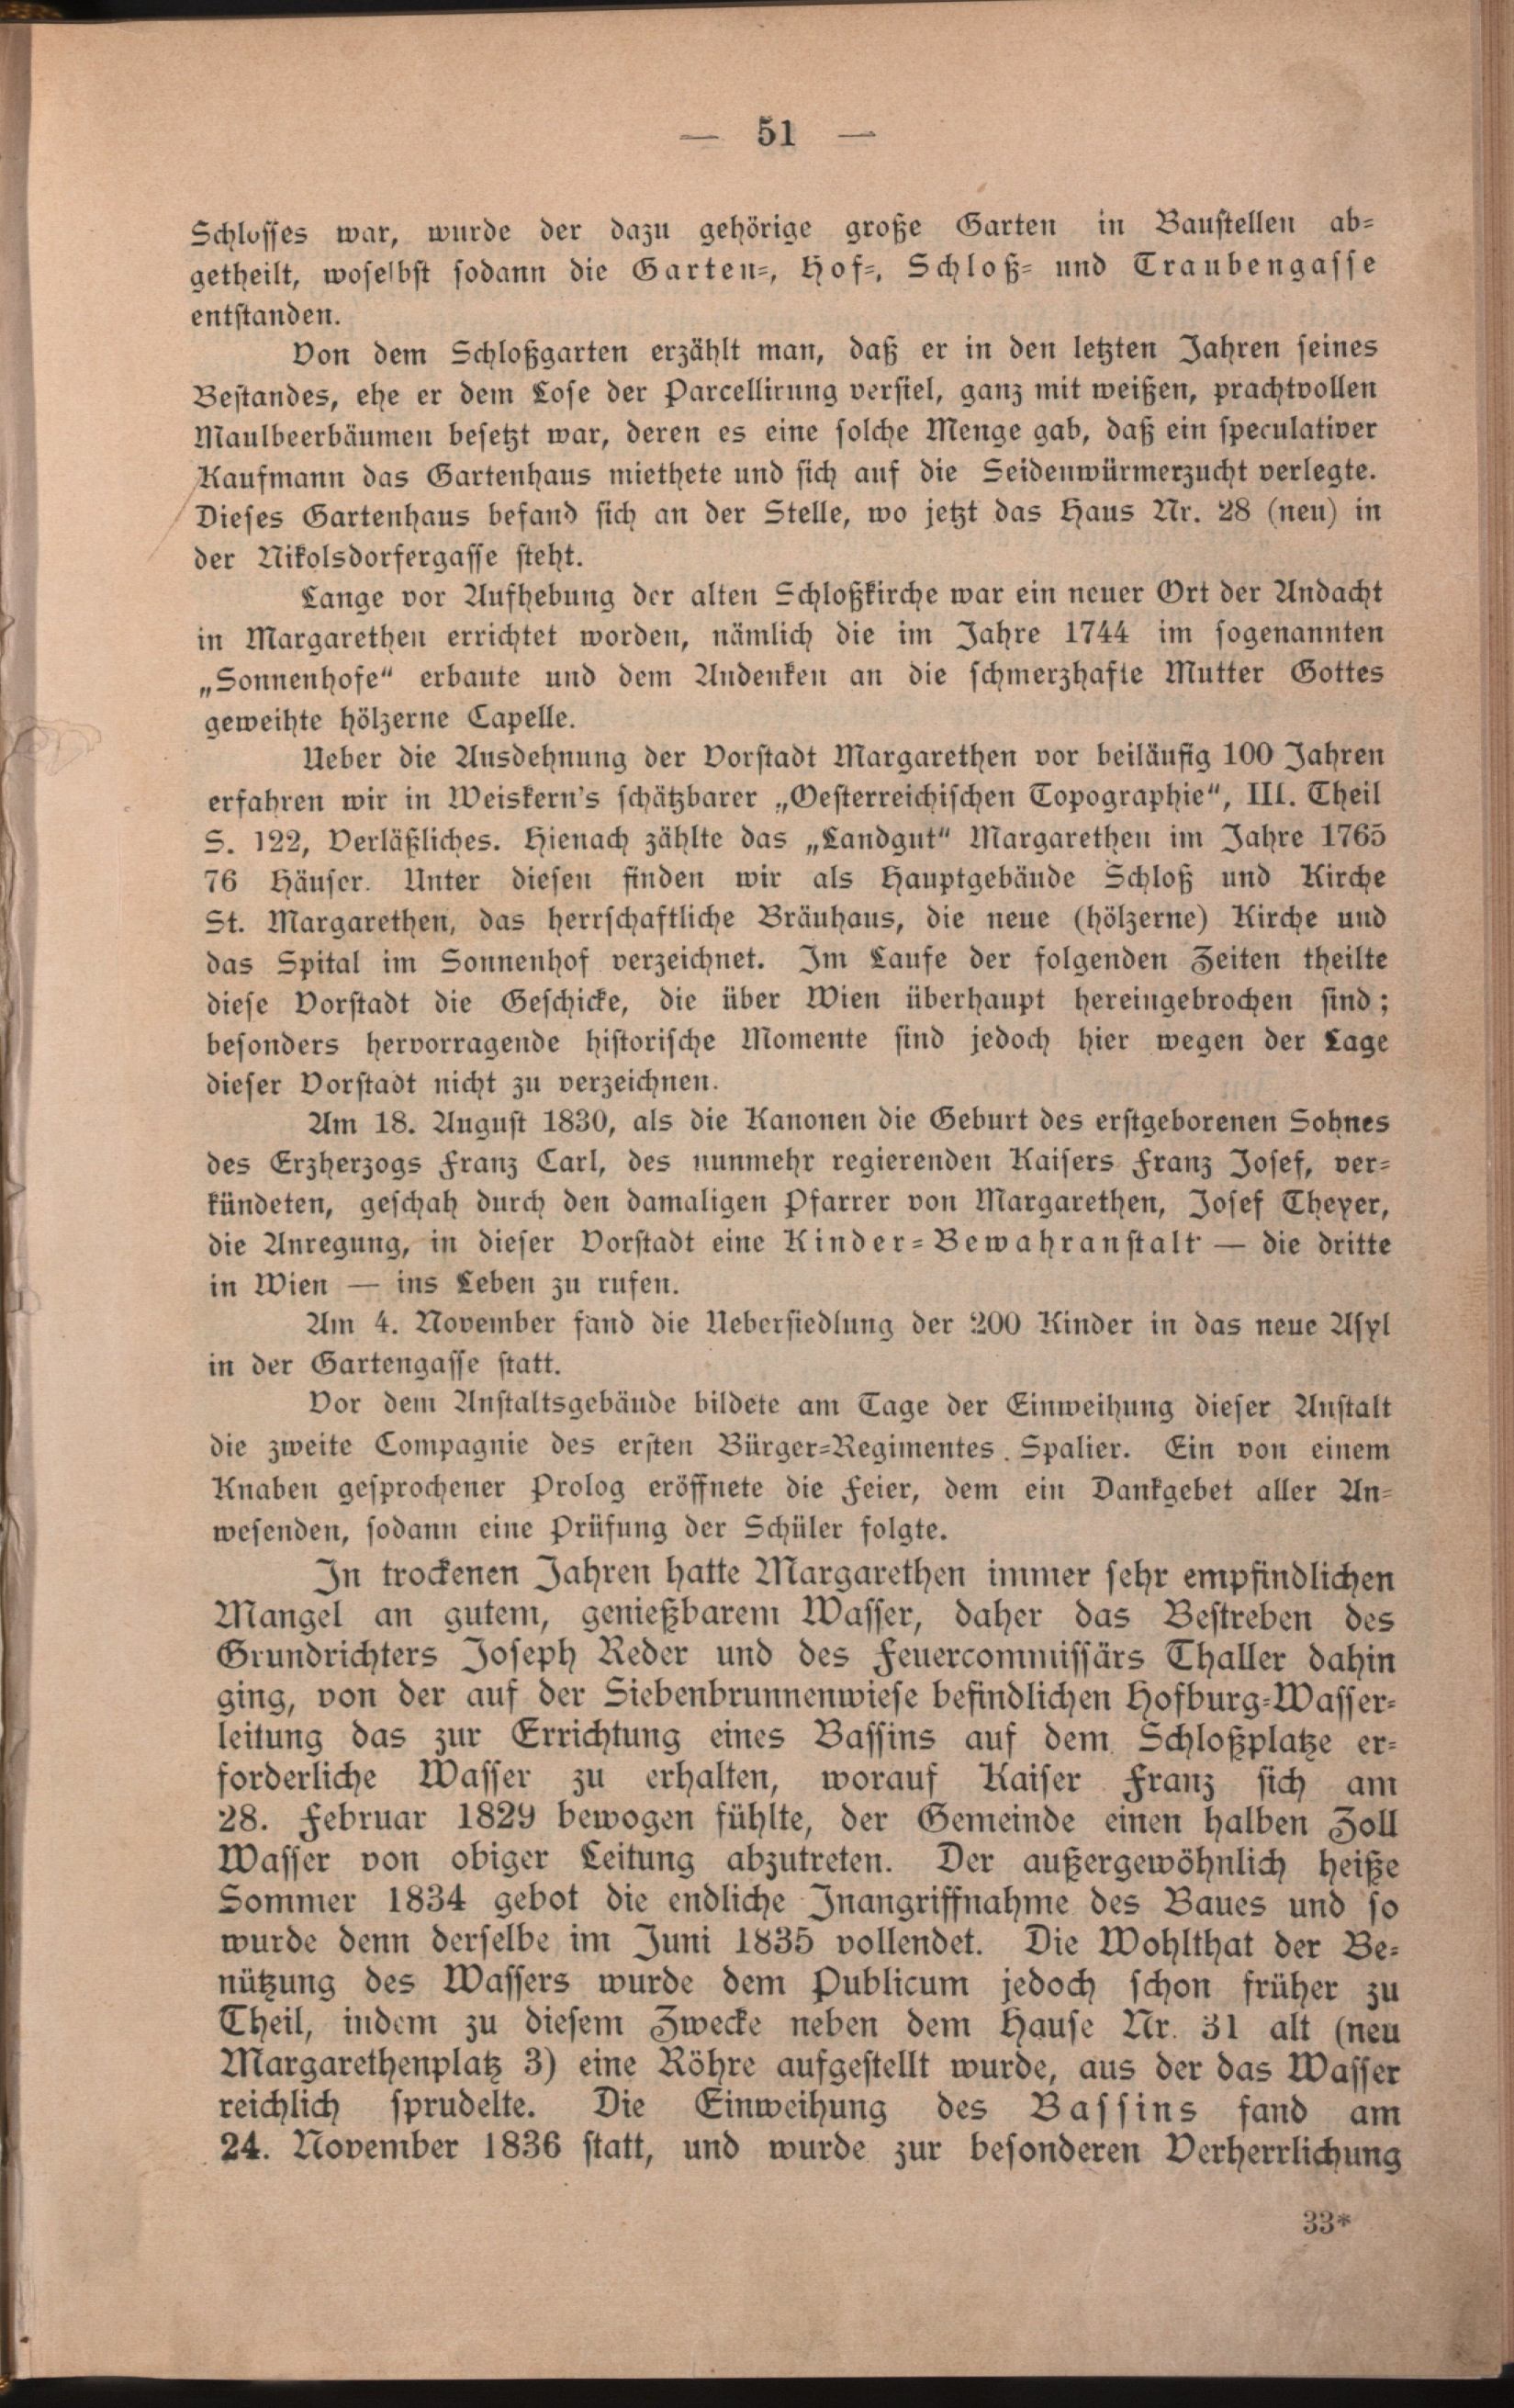 — 51 —
Schlosses war, wurde der dazu gehörige große Garten in Baustellen ab-
getheilt, woselbst sodann die Garten-, Hof-, Schloß- und Traubengasse
entstanden.
Von dem Schloßgarten erzählt man, daß er in den letzten Jahren seines
Bestandes, ehe er dem Lose der Parcellirung verfiel, ganz mit weißen, prachtvollen
Maulbeerbäumen besetzt war, deren es eine solche Menge gab, daß ein speculativer
Kaufmann das Gartenhaus miethete und sich auf die Seidenwürmerzucht verlegte.
Dieses Gartenhaus befand sich an der Stelle, wo jetzt das Haus Nr. 28 (neu) in
der Nikolsdorfergasse steht.
Lange vor Aufhebung der alten Schloßkirche war ein neuer Ort der Andacht
in Margarethen errichtet worden, nämlich die im Jahre 1744 im sogenannten
„Sonnenhofe“ erbaute und dem Andenken an die schmerzhafte Mutter Gottes
geweihte hölzerne Capelle.
Ueber die Ausdehnung der Vorstadt Margarethen vor beiläufig 100 Jahren
erfahren wir in Weiskern's schätzbarer „Oesterreichischen Topographie“, III. Theil
S. 122, Verläßliches. Hienach zählte das „Landgut“ Margarethen im Jahre 1765
76 Häuser. Unter diesen finden wir als Hauptgebäude Schloß und Kirche
St. Margarethen, das herrschaftliche Bräuhaus, die neue (hölzerne) Kirche und
das Spital im Sonnenhof verzeichnet. Im Laufe der folgenden Zeiten theilte
diese Vorstadt die Geschicke, die über Wien überhaupt hereingebrochen sind;
besonders hervorragende historische Momente sind jedoch hier wegen der Lage
dieser Vorstadt nicht zu verzeichnen.
Am 18. August 1830, als die Kanonen die Geburt des erstgeborenen Sohnes
des Erzherzogs Franz Carl, des nunmehr regierenden Kaisers Franz Josef, ver-
kündeten, geschah durch den damaligen Pfarrer von Margarethen, Josef Theyer,
die Anregung, in dieser Vorstadt eine Kinder-Bewahranstalt — die dritte
in Wien — ins Leben zu rufen.
Am 4. November fand die Uebersiedlung der 200 Kinder in das neue Asyl
in der Gartengasse statt.
Vor dem Anstaltsgebäude bildete am Tage der Einweihung dieser Anstalt
die zweite Compagnie des ersten Bürger-Regimentes Spalier. Ein von einem
Knaben gesprochener Prolog eröffnete die Feier, dem ein Dankgebet aller An-
wesenden, sodann eine Prüfung der Schüler folgte.
In trockenen Jahren hatte Margarethen immer sehr empfindlichen
Mangel an gutem, genießbarem Wasser, daher das Bestreben des
Grundrichters Joseph Reder und des Feuercommissärs Thaller dahin
ging, von der auf der Siebenbrunnenwiese befindlichen Hofburg-Wasser-
leitung das zur Errichtung eines Bassins auf dem Schloßplatze er-
forderliche Wasser zu erhalten, worauf Kaiser Franz sich am
28. Februar 1829 bewogen fühlte, der Gemeinde einen halben Zoll
Wasser von obiger Leitung abzutreten. Der außergewöhnlich heiße
Sommer 1834 gebot die endliche Inangriffnahme des Baues und so
wurde denn derselbe im Juni 1835 vollendet. Die Wohlthat der Be-
nützung des Wassers wurde dem Publicum jedoch schon früher zu
Theil, indem zu diesem Zwecke neben dem Hause Nr. 31 alt (neu
Margarethenplatz 3) eine Röhre aufgestellt wurde, aus der das Wasser
reichlich sprudelte. Die Einweihung des Bassins fand am
24. November 1836 statt, und wurde zur besonderen Verherrlichung
33*